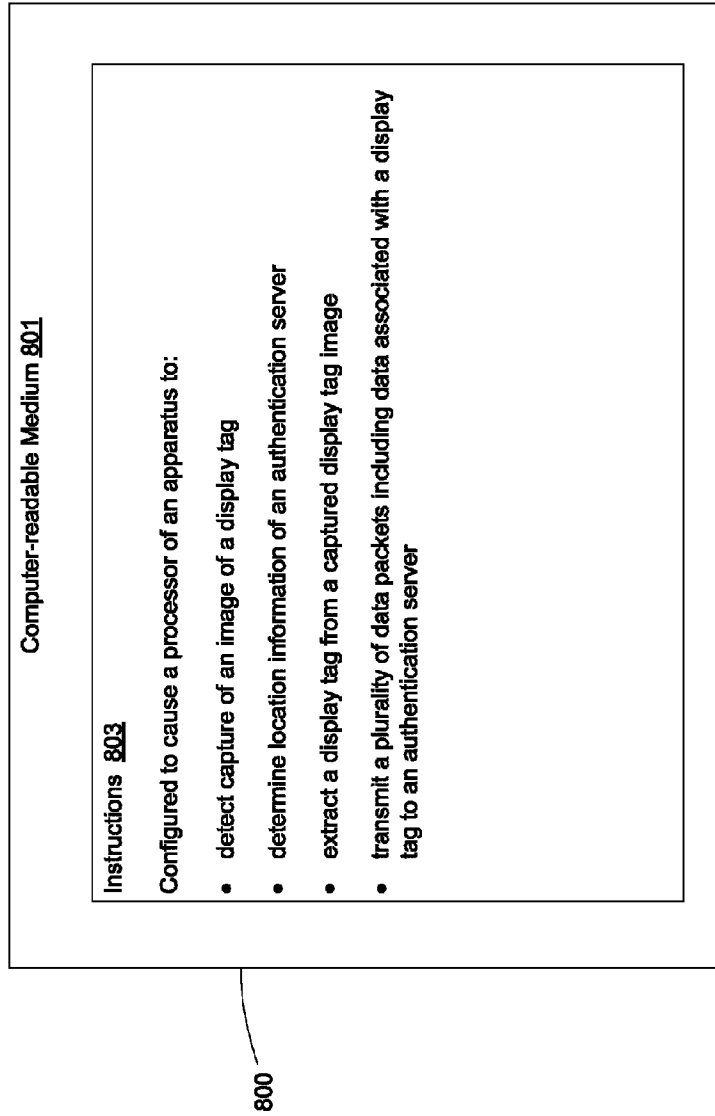 Computer-readable Medium 801
Instructions 803
Configured to cause a processor of an apparatus to:
• detect capture of an image of a display tag
• determine location information of an authentication server
• extract a display tag from a captured display tag image
• transmit a plurality of data packets including data associated with a display
tag to an authentication server
800